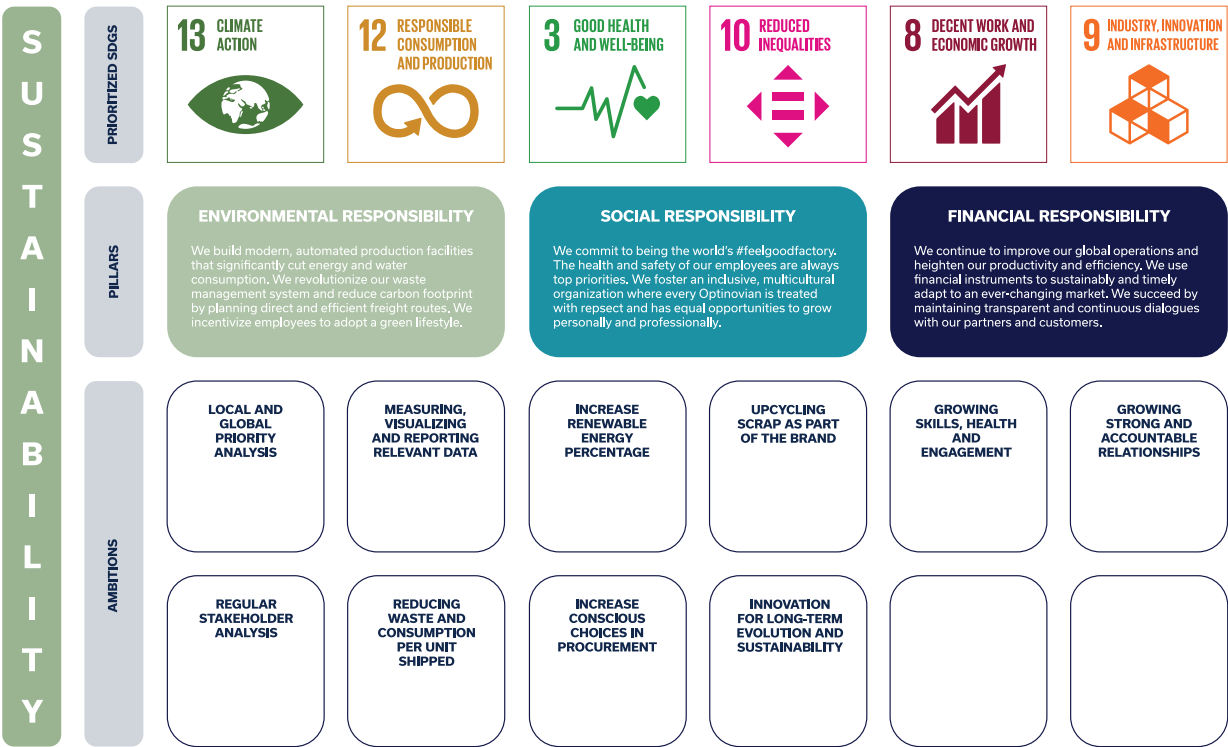 SUSTAINABILITY
PRIORITIZED SDGS
13 CLIMATE
ACTION
12 RESPONSIBLE
CONSUMPTION
AND PRODUCTION
3 GOOD HEALTH
AND WELL-BEING
10 REDUCED
INEQUALITIES
8 DECENT WORK AND
ECONOMIC GROWTH
9 INDUSTRY, INNOVATION
AND INFRASTRUCTURE
PILLARS
ENVIRONMENTAL RESPONSIBILITY
We build modern, automated production facilities
that significantly cut energy and water
consumption. We revolutionize our waste
management system and reduce carbon footprint
by planning direct and efficient freight routes. We
incentivize employees to adopt a green lifestyle.
SOCIAL RESPONSIBILITY
We commit to being the world's #feelgoodfactory.
The health and safety of our employees are always
top priorities. We foster an inclusive, multicultural
organization where every Optinovian is treated
with repsect and has equal opportunities to grow
personally and professionally.
FINANCIAL RESPONSIBILITY
We continue to improve our global operations and
heighten our productivity and efficiency. We use
financial instruments to sustainably and timely
adapt to an ever-changing market. We succeed by
maintaining transparent and continuous dialogues
with our partners and customers.
AMBITIONS
LOCAL AND
GLOBAL
PRIORITY
ANALYSIS
MEASURING,
VISUALIZING
AND REPORTING
RELEVANT DATA
INCREASE
RENEWABLE
ENERGY
PERCENTAGE
UPCYCLING
SCRAP AS PART
OF THE BRAND
GROWING
SKILLS, HEALTH
AND
ENGAGEMENT
GROWING
STRONG AND
ACCOUNTABLE
RELATIONSHIPS
REGULAR
STAKEHOLDER
ANALYSIS
REDUCING
WASTE AND
CONSUMPTION
PER UNIT
SHIPPED
INCREASE
CONSCIOUS
CHOICES IN
PROCUREMENT
INNOVATION
FOR LONG-TERM
EVOLUTION AND
SUSTAINABILITY